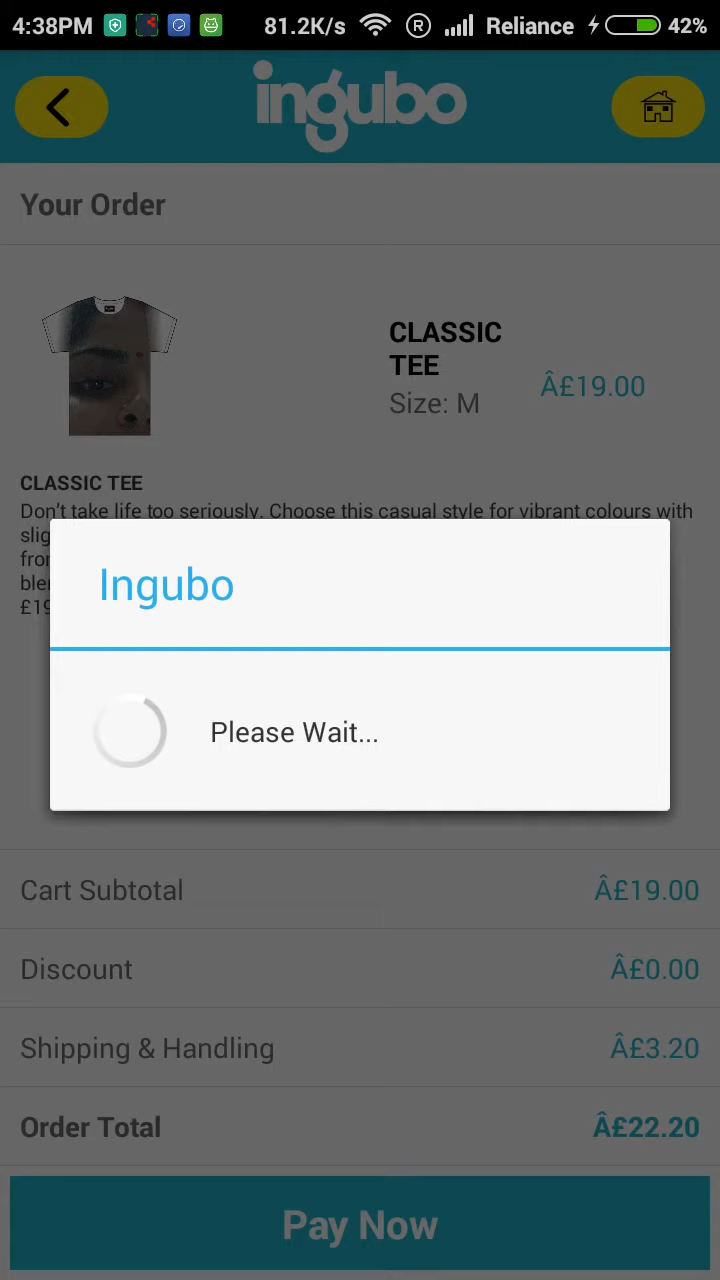 4:38PM 81.2K/s R Reliance 42%
ingubo
Your Order
CLASSIC
TEE
Size: M
Â£19.00
CLASSIC TEE
Don't take life too seriously. Choose this casual style for vibrant colours with
£19
Ingubo
Please Wait...
Cart Subtotal Â£19.00
Discount Â£0.00
Shipping & Handling Â£3.20
Order Total Â£22.20
Pay Now